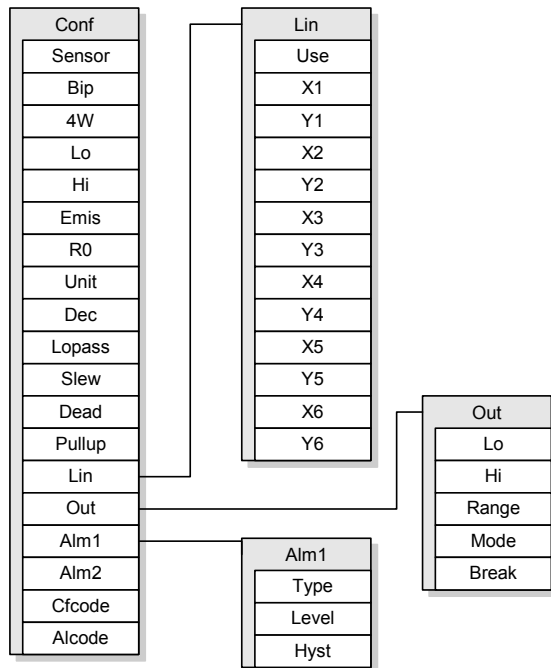 Conf
Sensor
Bip
4W
Lo
Hi
Emis
R0
Unit
Dec
Lopass
Slew
Dead
Pullup
Lin
Out
Alm1
Alm2
Cfcode
Alcode
Lin
Use
X1
Y1
X2
Y2
X3
Y3
X4
Y4
X5
Y5
X6
Y6
Out
Lo
Hi
Range
Mode
Break
Alm1
Type
Level
Hyst